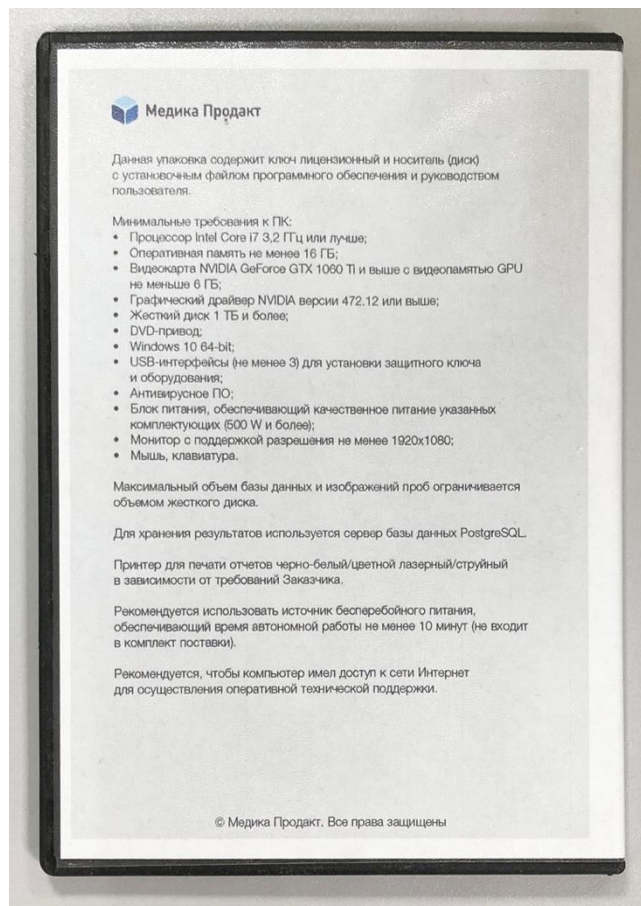 Медика Продакт
Данная упаковка содержит ключ лицензионный и носитель (диск)
с установочным файлом программного обеспечения и руководством
пользователя.
Минимальные требования к ПК:
• Процессор Intel Core i7 3,2 ГГц или лучше;
• Оперативная память не менее 16 ГБ;
• Видеокарта NVIDIA GeForce GTX 1060 Ti и выше с видеопамятью GPU
не меньше 6 ГБ;
• Графический драйвер NVIDIA версии 472.12 или выше;
• Жесткий диск 1 ТБ и более;
• DVD-привод;
• Windows 10 64-bit;
• USB-интерфейсы (не менее 3) для установки защитного ключа
и оборудования;
• Антивирусное ПО;
• Блок питания, обеспечивающий качественное питание указанных
комплектующих (500 W и более);
• Монитор с поддержкой разрешения не менее 1920x1080;
• Мышь, клавиатура.
Максимальный объем базы данных и изображений проб ограничивается
объемом жесткого диска.
Для хранения результатов используется сервер базы данных PostgreSQL.
Принтер для печати отчетов черно-белый/цветной лазерный/струйный
в зависимости от требований Заказчика.
Рекомендуется использовать источник бесперебойного питания,
обеспечивающий время автономной работы не менее 10 минут (не входит
в комплект поставки).
Рекомендуется, чтобы компьютер имел доступ к сети Интернет
для осуществления оперативной технической поддержки.
© Медика Продакт. Все права защищены